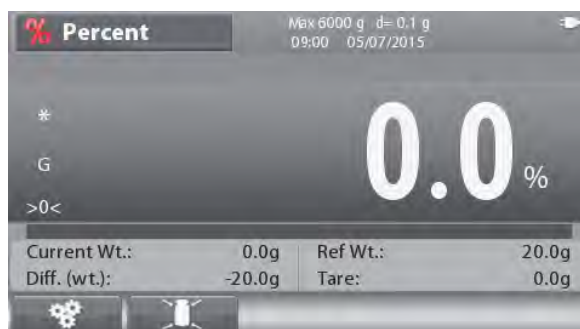 % Percent
Max 6000 g d= 0.1 g
09:00 05/07/2015
*
G
>0<
0.0 %
Current Wt.: 0.0g Ref Wt.: 20.0g
Diff. (wt.): -20.0g Tare: 0.0g